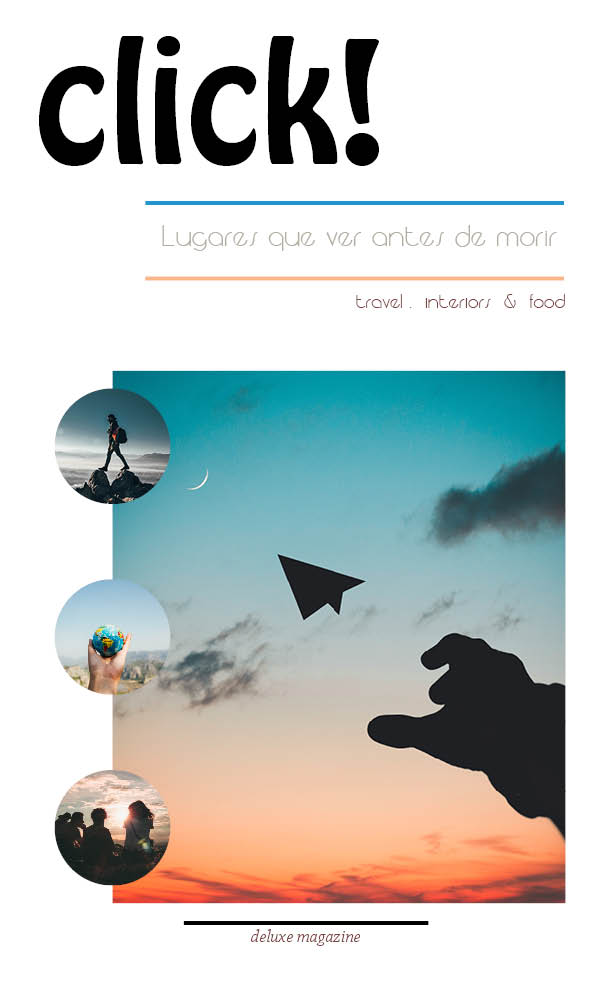 click!
Lugares que ver antes de morir
travel . interiors & food
deluxe magazine